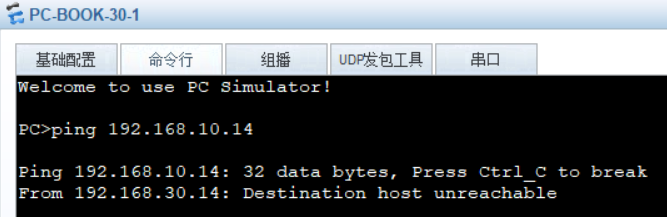 PC-BOOK-30-1
基础配置 命令行 组播 UDP发包工具 串口
Welcome to use PC Simulator!
PC>ping 192.168.10.14
Ping 192.168.10.14: 32 data bytes, Press Ctrl_C to break
From 192.168.30.14: Destination host unreachable